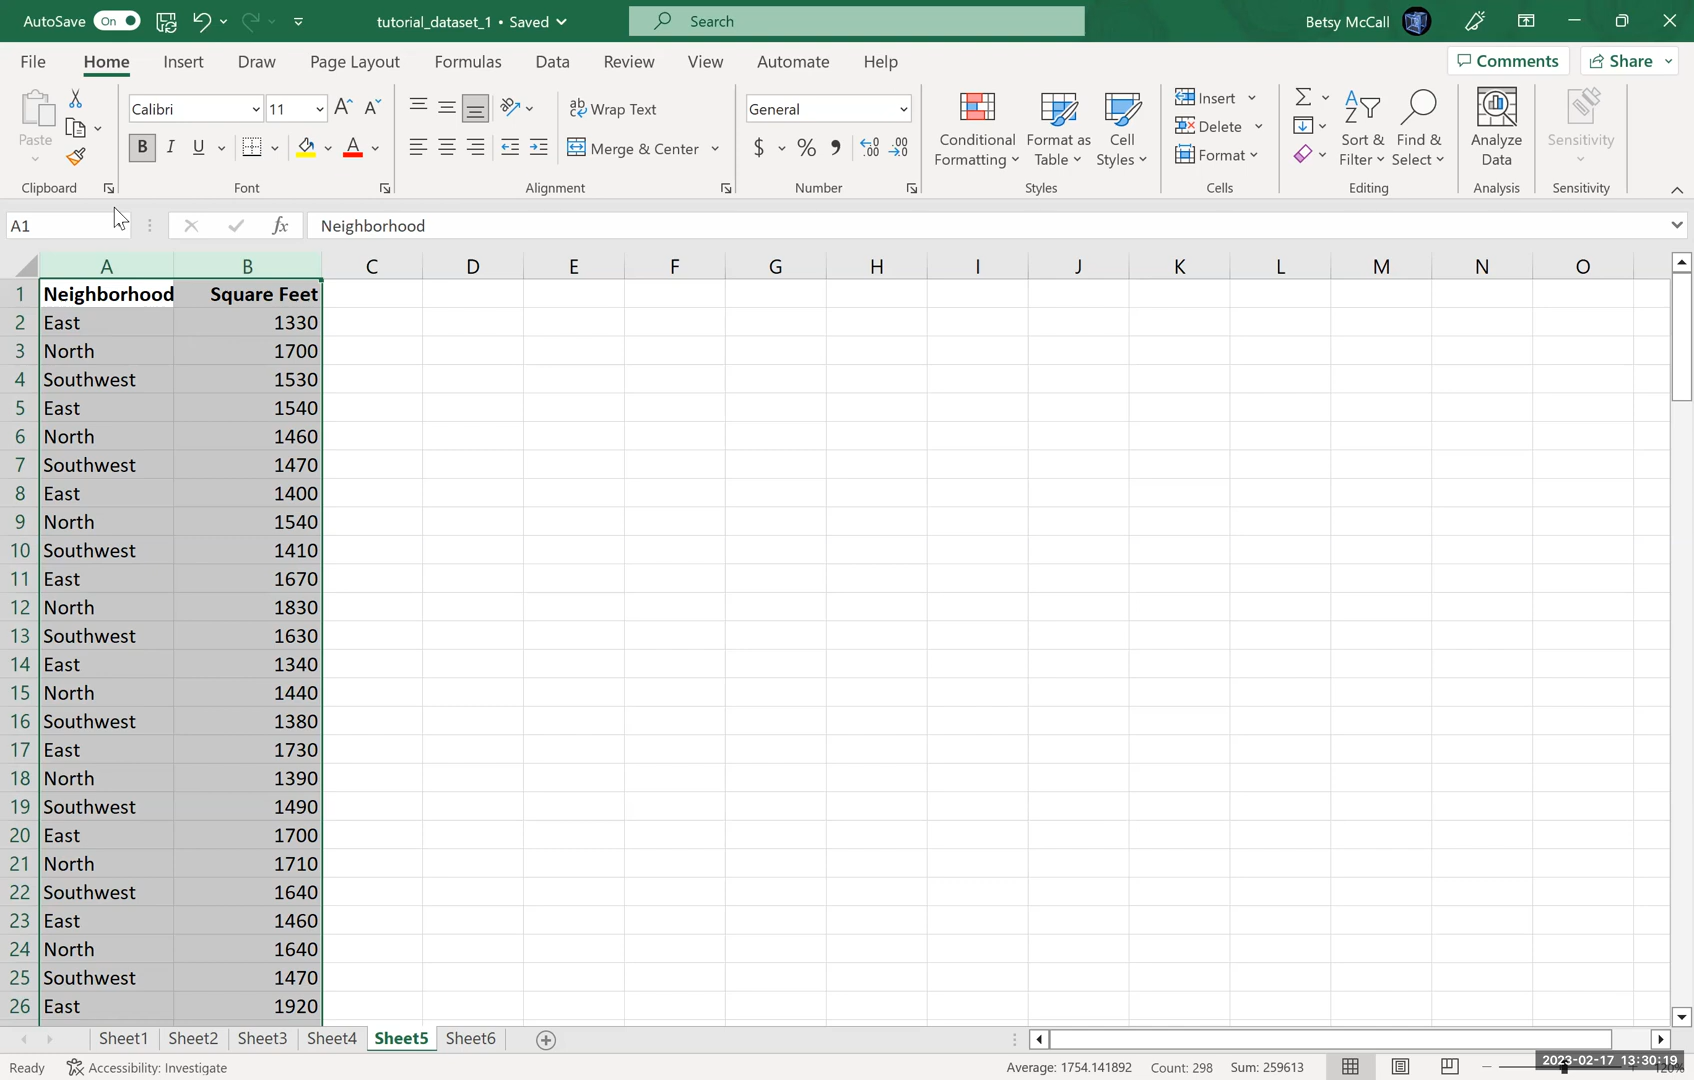 AutoSave On tutorial_dataset_1 • Saved Search Betsy McCall
File Home Insert Draw Page Layout Formulas Data Review View Automate Help Comments Share
Paste
Clipboard
Calibri 11
B I U
Font
ab Wrap Text
Merge & Center
Alignment
General
$ %
Number
Conditional Formatting
Format as Table
Cell Styles
Styles
Insert
Delete
Format
Cells
Sort & Filter
Find & Select
Editing
Analyze Data
Analysis
Sensitivity
Sensitivity
A1 fx Neighborhood
A B C D E F G H I J K L M N O
1 Neighborhood Square Feet
2 East 1330
3 North 1700
4 Southwest 1530
5 East 1540
6 North 1460
7 Southwest 1470
8 East 1400
9 North 1540
10 Southwest 1410
11 East 1670
12 North 1830
13 Southwest 1630
14 East 1340
15 North 1440
16 Southwest 1380
17 East 1730
18 North 1390
19 Southwest 1490
20 East 1700
21 North 1710
22 Southwest 1640
23 East 1460
24 North 1640
25 Southwest 1470
26 East 1920
Sheet1 Sheet2 Sheet3 Sheet4 Sheet5 Sheet6
Ready Accessibility: Investigate Average: 1754.141892 Count: 298 Sum: 259613 120%
2023-02-17 13:30:19